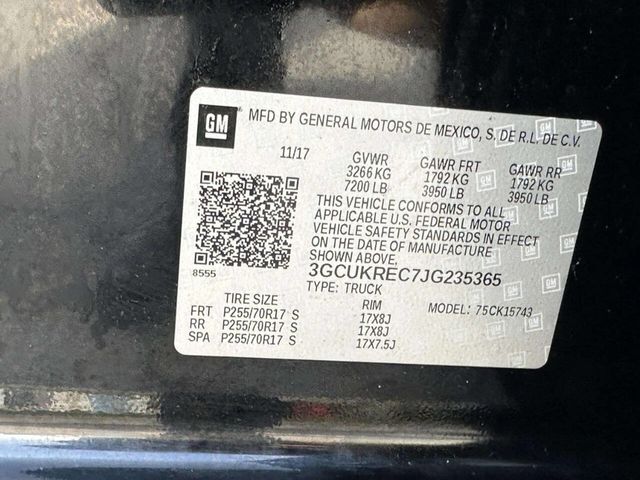 GM MFD BY GENERAL MOTORS DE MEXICO, S. DE R.L. DE C.V.
11/17 GVWR GAWR FRT GAWR RR
3266 KG 1792 KG 1792 KG
7200 LB 3950 LB 3950 LB
THIS VEHICLE CONFORMS TO ALL
APPLICABLE U.S. FEDERAL MOTOR
VEHICLE SAFETY STANDARDS IN EFFECT
ON THE DATE OF MANUFACTURE
SHOWN ABOVE.
8555 3GCUKREC7JG235365
TYPE: TRUCK MODEL: 75CK15743
TIRE SIZE RIM
FRT P255/70R17 S 17X8J
RR P255/70R17 S 17X8J
SPA P255/70R17 S 17X7.5J